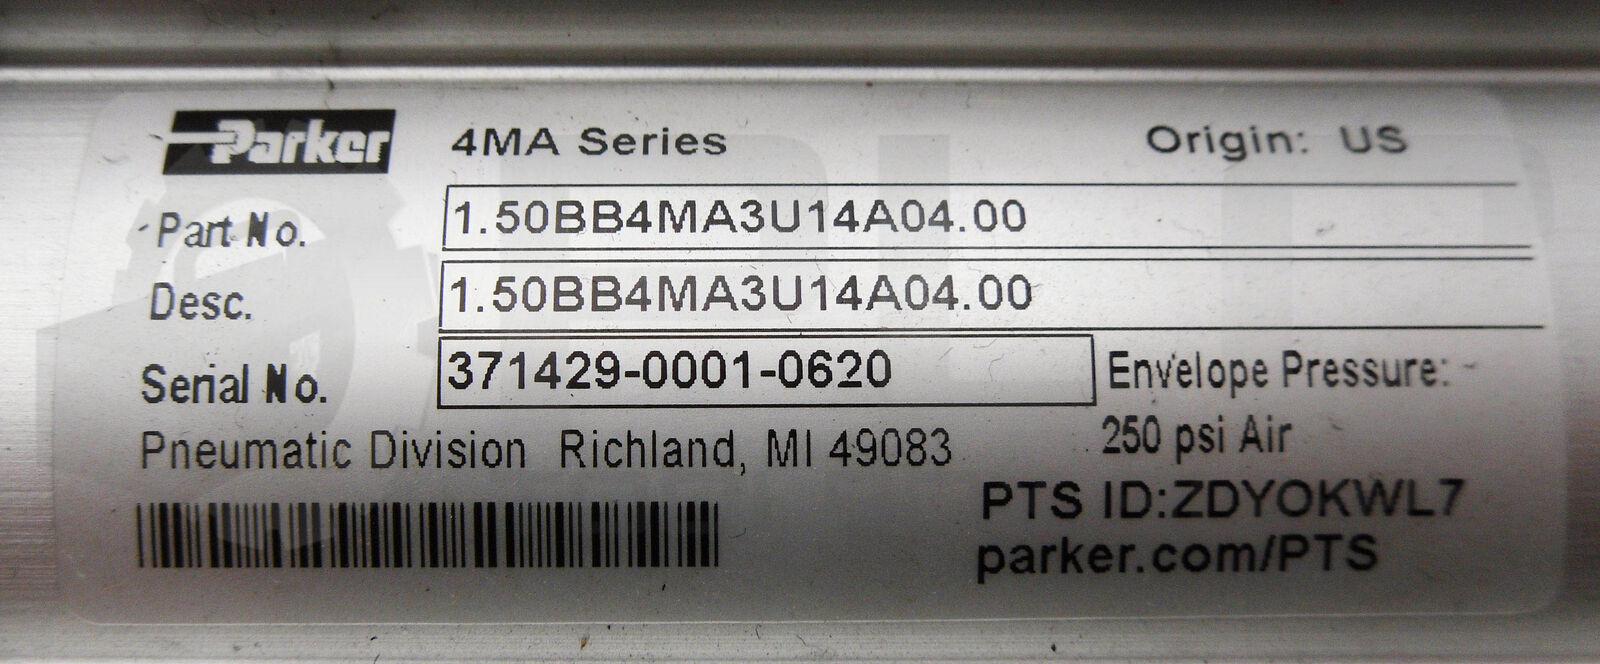 Parker 4MA Series Origin: US
Part No. 1.50BB4MA3U14A04.00
Desc. 1.50BB4MA3U14A04.00
Serial No. 371429-0001-0620
Envelope Pressure:
250 psi Air
Pneumatic Division Richland, MI 49083
PTS ID:ZDYOKWL7
parker.com/PTS